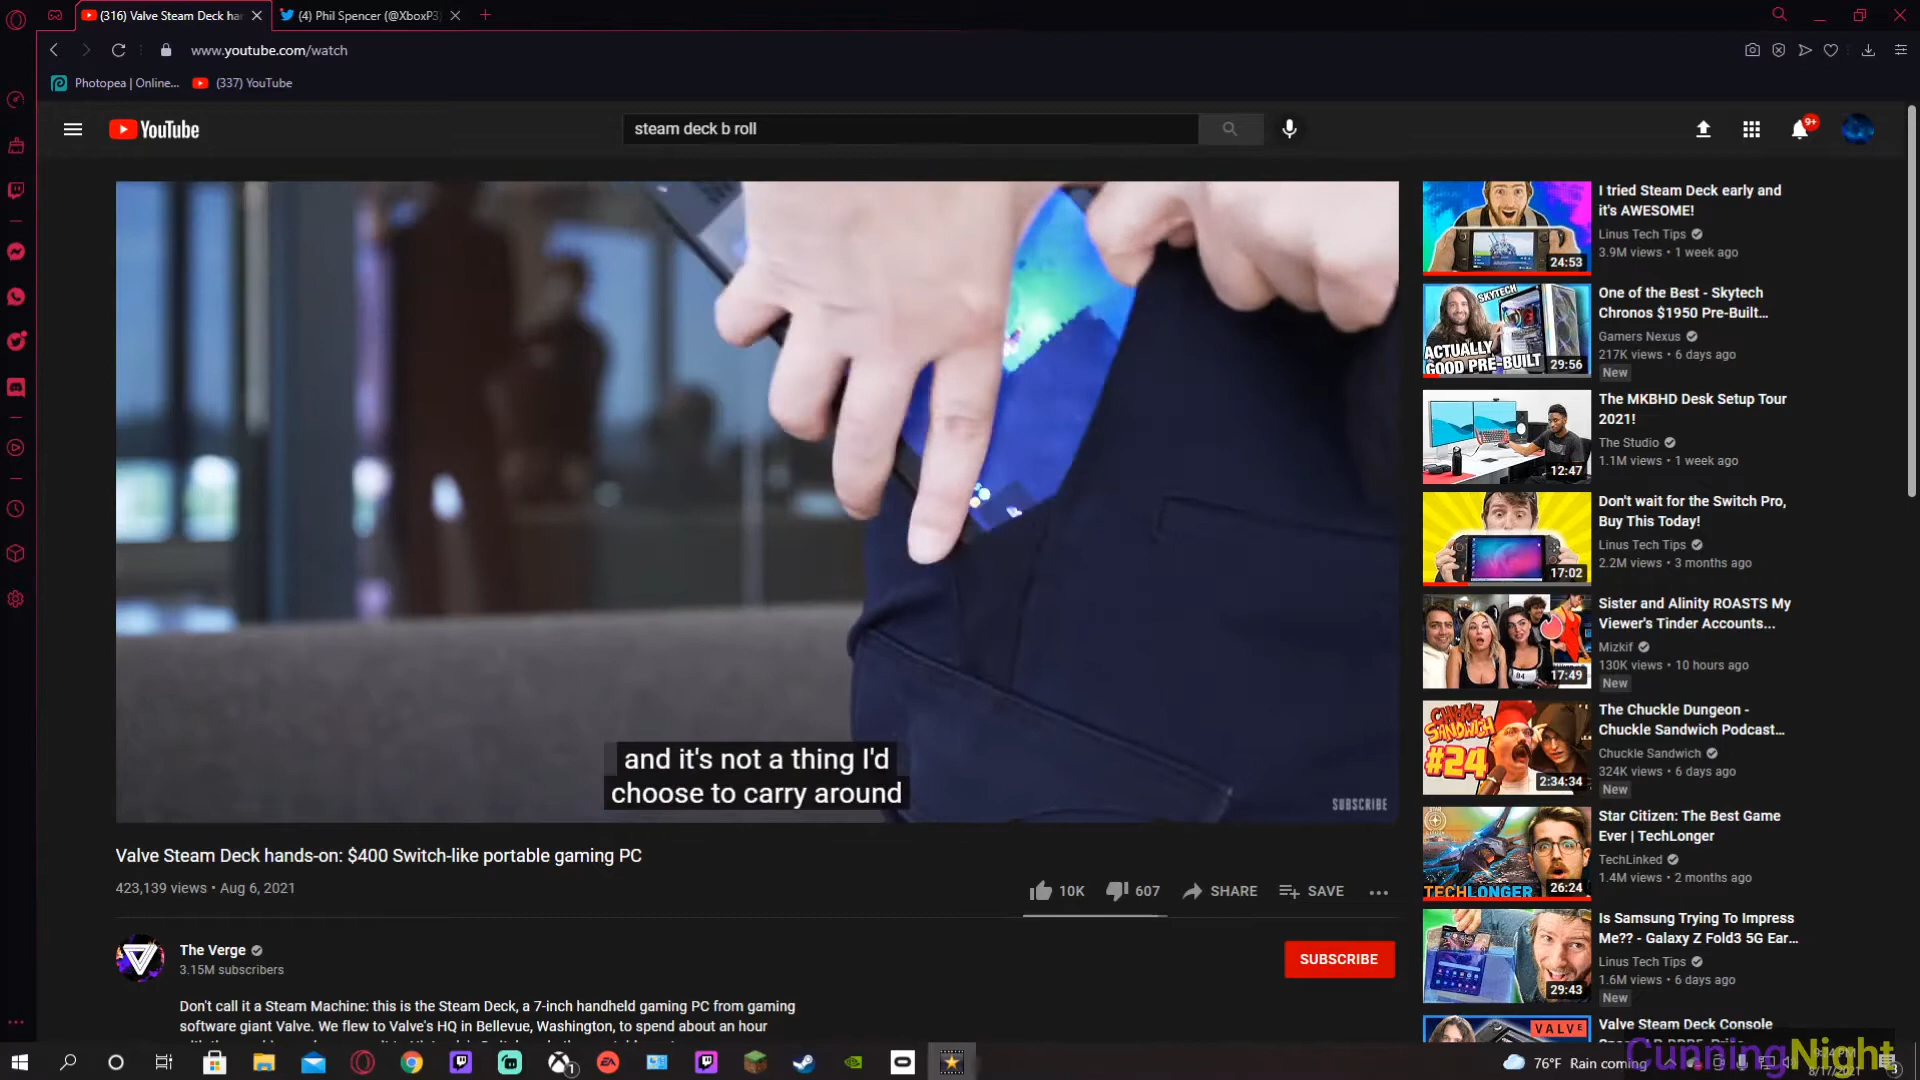 (316) Valve Steam Deck han
(4) Phil Spencer (@XboxP3)
www.youtube.com/watch
Photopea | Online...
(337) YouTube
YouTube
steam deck b roll
9+
and it's not a thing I'd
choose to carry around
SUBSCRIBE
Valve Steam Deck hands-on: $400 Switch-like portable gaming PC
423,139 views • Aug 6, 2021
10K
607
SHARE
SAVE
The Verge
3.15M subscribers
SUBSCRIBE
Don't call it a Steam Machine: this is the Steam Deck, a 7-inch handheld gaming PC from gaming
software giant Valve. We flew to Valve's HQ in Bellevue, Washington, to spend about an hour
24:53
I tried Steam Deck early and
it's AWESOME!
Linus Tech Tips
3.9M views • 1 week ago
SKYTECH
ACTUALLY
GOOD PRE-BUILT
29:56
One of the Best - Skytech
Chronos $1950 Pre-Built...
Gamers Nexus
217K views • 6 days ago
New
12:47
The MKBHD Desk Setup Tour
2021!
The Studio
1.1M views • 1 week ago
17:02
Don't wait for the Switch Pro,
Buy This Today!
Linus Tech Tips
2.2M views • 3 months ago
17:49
Sister and Alinity ROASTS My
Viewer's Tinder Accounts...
Mizkif
130K views • 10 hours ago
New
CHUCKLE
SANDWICH
#24
2:34:34
The Chuckle Dungeon -
Chuckle Sandwich Podcast...
Chuckle Sandwich
324K views • 6 days ago
New
TECHLONGER
26:24
Star Citizen: The Best Game
Ever | TechLonger
TechLinked
1.4M views • 2 months ago
29:43
Is Samsung Trying To Impress
Me?? - Galaxy Z Fold3 5G Ear...
Linus Tech Tips
1.6M views • 6 days ago
New
VALVE
Valve Steam Deck Console
76°F Rain coming
8/17/2021
CunningNight